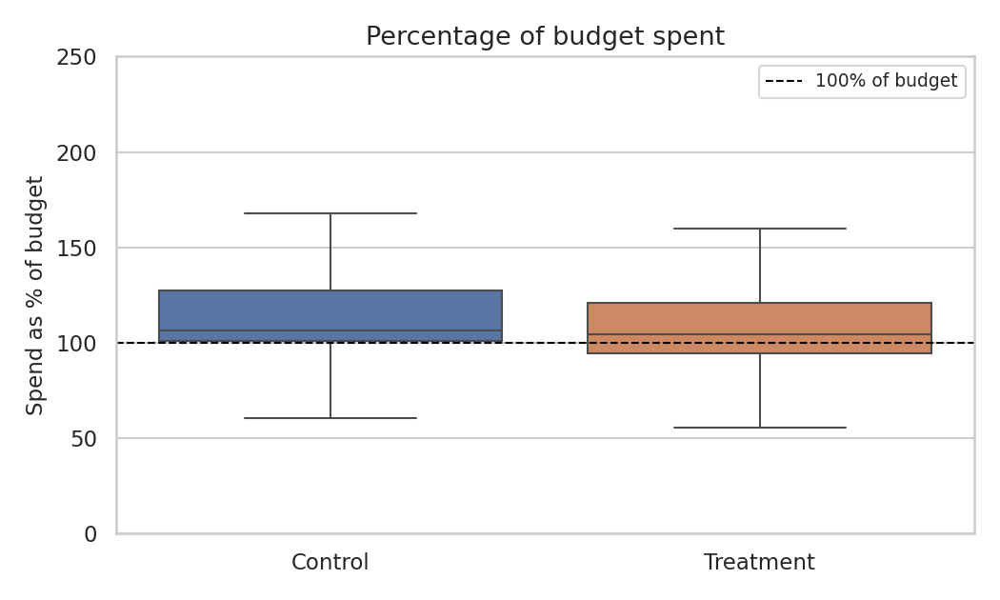 Percentage of budget spent
250
200
150
100
50
0
Spend as % of budget
100% of budget
Control
Treatment